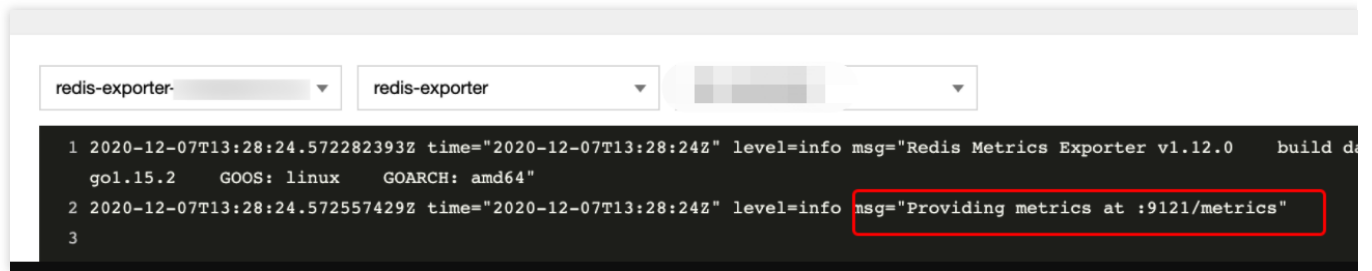 redis-exporter- redis-exporter
1 2020-12-07T13:28:24.572282393Z time="2020-12-07T13:28:24Z" level=info msg="Redis Metrics Exporter v1.12.0 build da
go1.15.2 GOOS: linux GOARCH: amd64"
2 2020-12-07T13:28:24.572557429Z time="2020-12-07T13:28:24Z" level=info msg="Providing metrics at :9121/metrics"
3